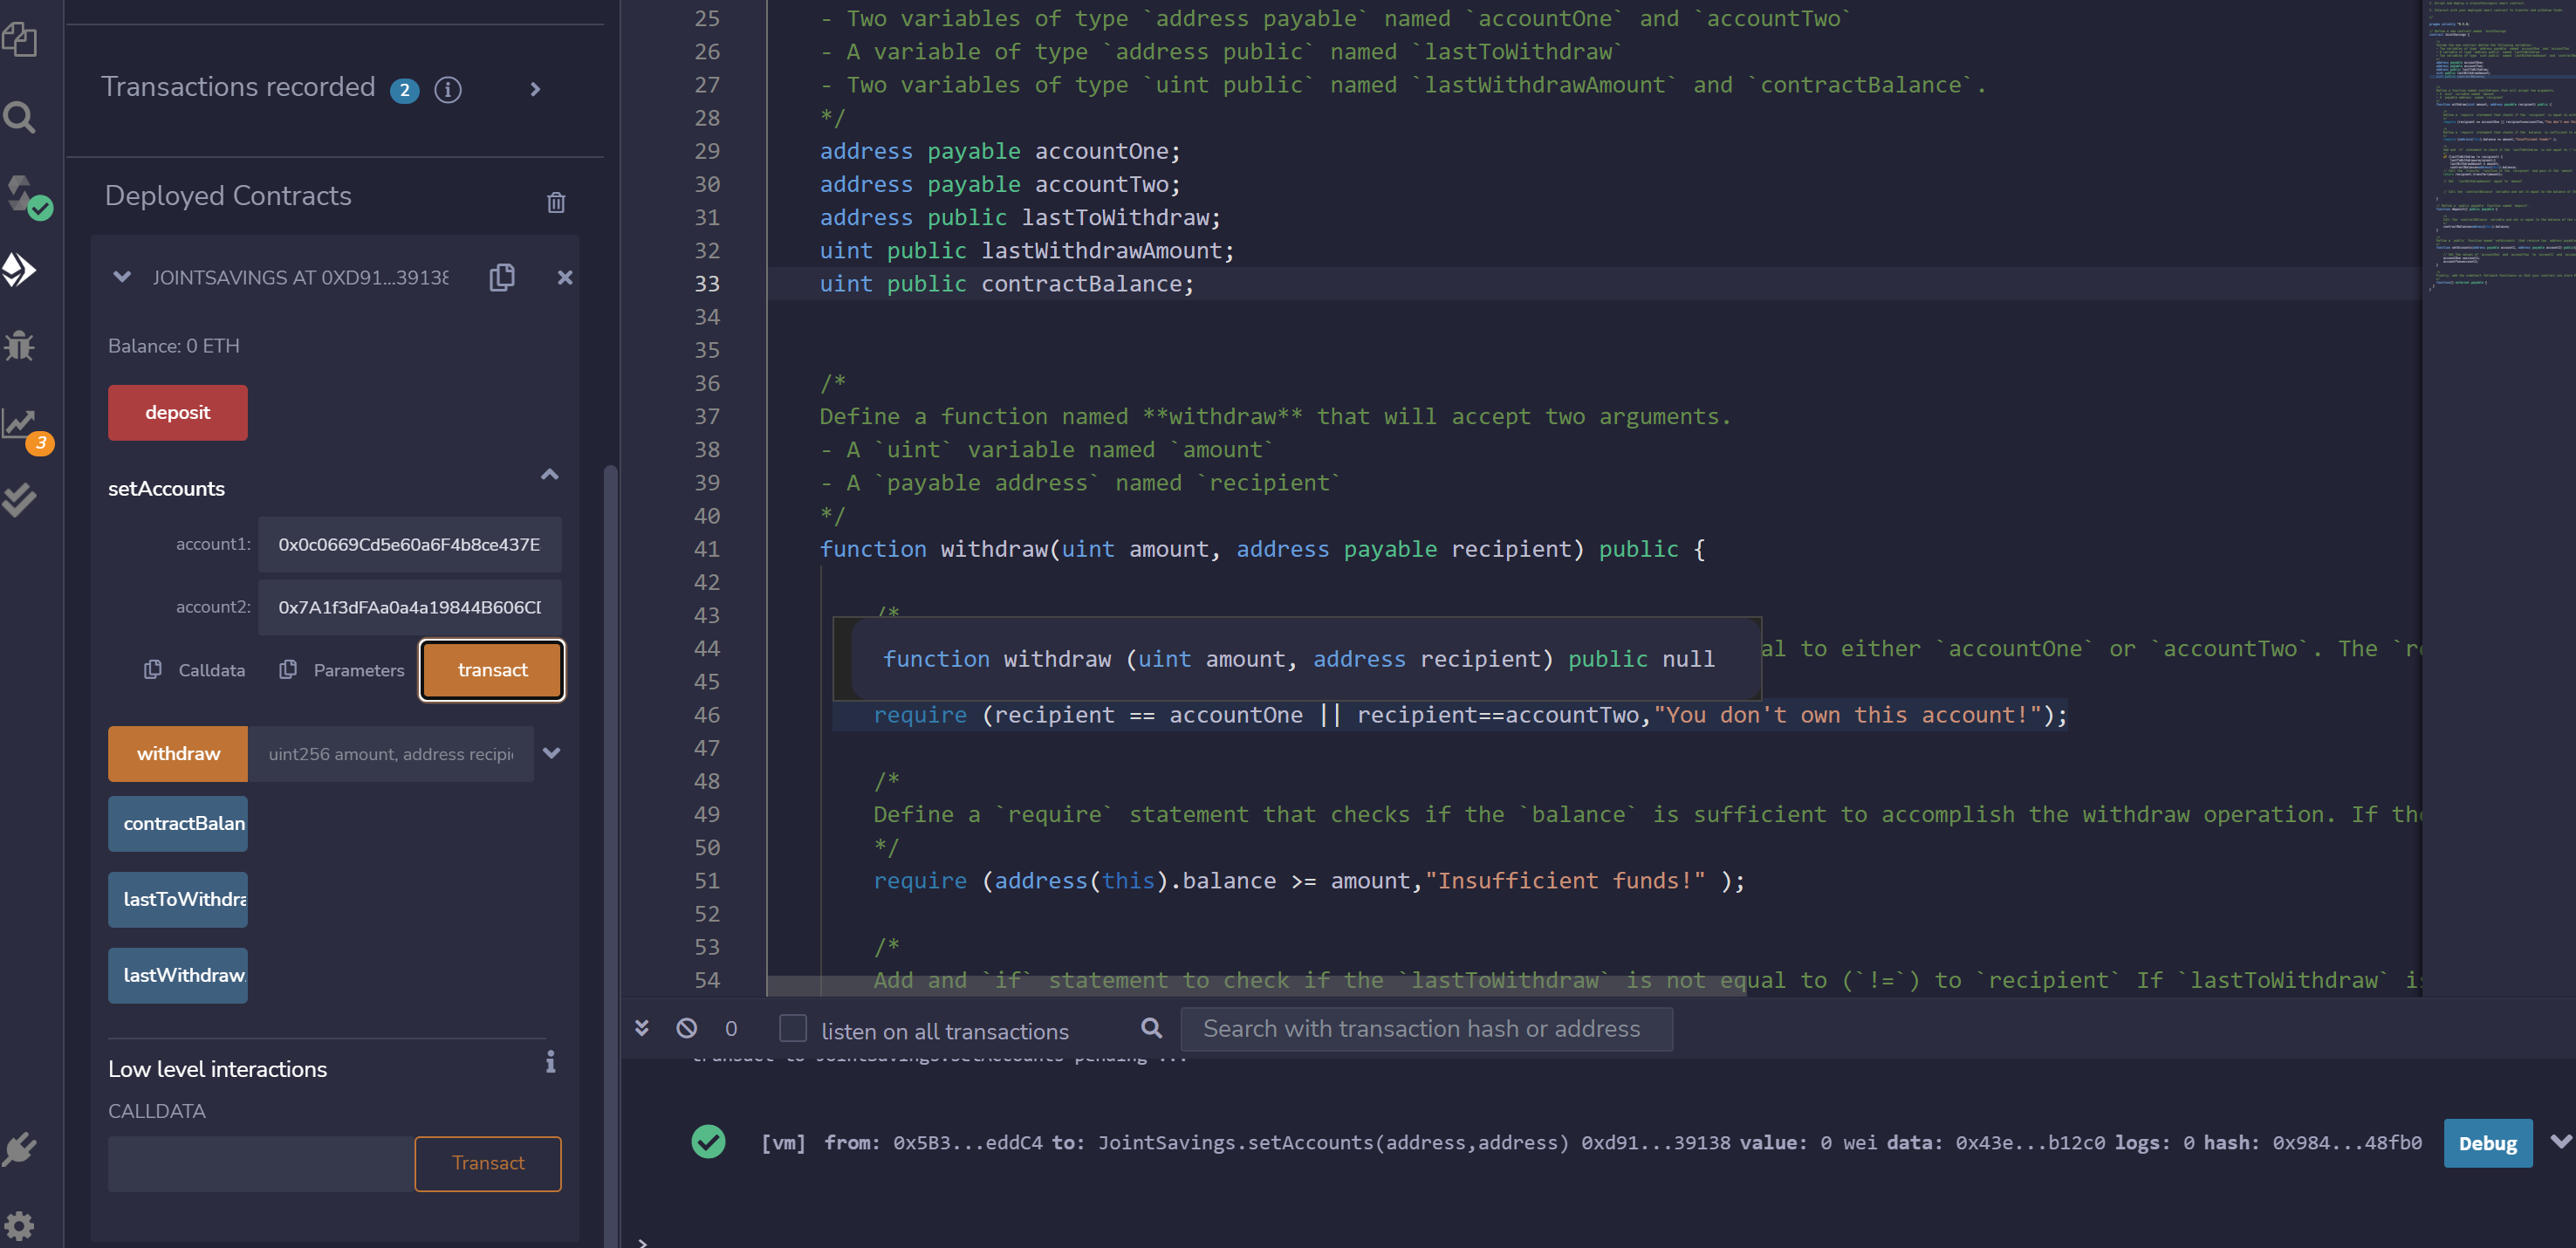 Transactions recorded 2
Deployed Contracts
JOINTSAVINGS AT 0XD91...39138
Balance: 0 ETH
deposit
3
setAccounts
account1: 0x0c0669Cd5e60a6F4b8ce437E
account2: 0x7A1f3dFAa0a4a19844B606C
Calldata
Parameters
transact
withdraw
uint256 amount, address recipi
contractBalan
lastToWithdra
lastWithdraw
Low level interactions
CALLDATA
Transact
25 - Two variables of type `address payable` named `accountOne` and `accountTwo`
26 - A variable of type `address public` named `lastToWithdraw`
27 - Two variables of type `uint public` named `lastWithdrawAmount` and `contractBalance`.
28 */
29 address payable accountOne;
30 address payable accountTwo;
31 address public lastToWithdraw;
32 uint public lastWithdrawAmount;
33 uint public contractBalance;
34
35
36 /*
37 Define a function named **withdraw** that will accept two arguments.
38 - A `uint` variable named `amount`
39 - A `payable address` named `recipient`
40 */
41 function withdraw(uint amount, address payable recipient) public {
42
43 /*
44 al to either `accountOne` or `accountTwo`. The `r
function withdraw (uint amount, address recipient) public null
45
46 require (recipient == accountOne || recipient==accountTwo,"You don't own this account!");
47
48 /*
49 Define a `require` statement that checks if the `balance` is sufficient to accomplish the withdraw operation. If th
50 */
51 require (address(this).balance >= amount,"Insufficient funds!" );
52
53 /*
54 Add and `if` statement to check if the `lastToWithdraw` is not equal to (`!=`) to `recipient` If `lastToWithdraw` i
0
listen on all transactions
Search with transaction hash or address
transact to JointSavings.setAccounts pending ...
[vm] from: 0x5B3...eddC4 to: JointSavings.setAccounts(address,address) 0xd91...39138 value: 0 wei data: 0x43e...b12c0 logs: 0 hash: 0x984...48fb0
Debug
>